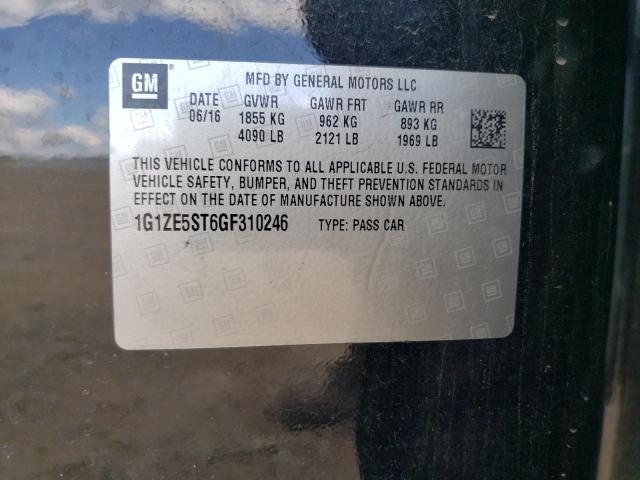 GM
MFD BY GENERAL MOTORS LLC
DATE GVWR GAWR FRT GAWR RR
06/16 1855 KG 962 KG 893 KG
4090 LB 2121 LB 1969 LB
THIS VEHICLE CONFORMS TO ALL APPLICABLE U.S. FEDERAL MOTOR
VEHICLE SAFETY, BUMPER, AND THEFT PREVENTION STANDARDS IN
EFFECT ON THE DATE OF MANUFACTURE SHOWN ABOVE.
1G1ZE5ST6GF310246 TYPE: PASS CAR